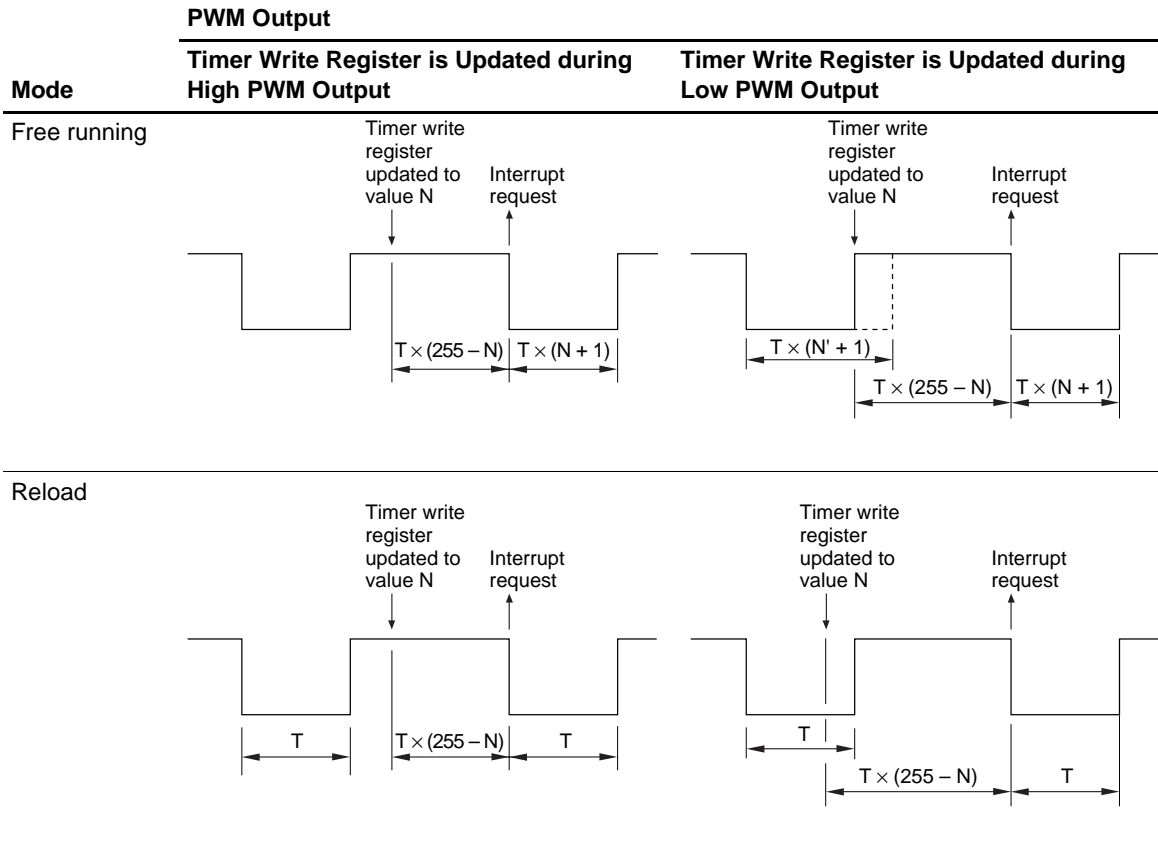 PWM Output
Mode
Timer Write Register is Updated during
High PWM Output
Timer Write Register is Updated during
Low PWM Output
Free running
Timer write
register
updated to
value N
Interrupt
request
T × (255 – N)
T × (N + 1)
Timer write
register
updated to
value N
Interrupt
request
T × (N' + 1)
T × (255 – N)
T × (N + 1)
Reload
Timer write
register
updated to
value N
Interrupt
request
T
T × (255 – N)
T
Timer write
register
updated to
value N
Interrupt
request
T
T × (255 – N)
T